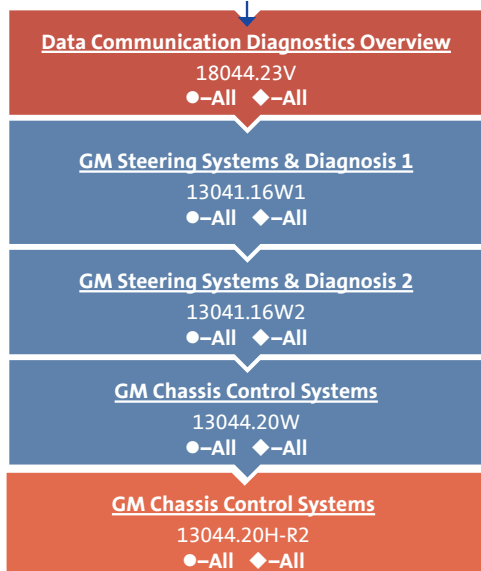 Data Communication Diagnostics Overview
18044.23V
●–All ◆–All
GM Steering Systems & Diagnosis 1
13041.16W1
●–All ◆–All
GM Steering Systems & Diagnosis 2
13041.16W2
●–All ◆–All
GM Chassis Control Systems
13044.20W
●–All ◆–All
GM Chassis Control Systems
13044.20H-R2
●–All ◆–All